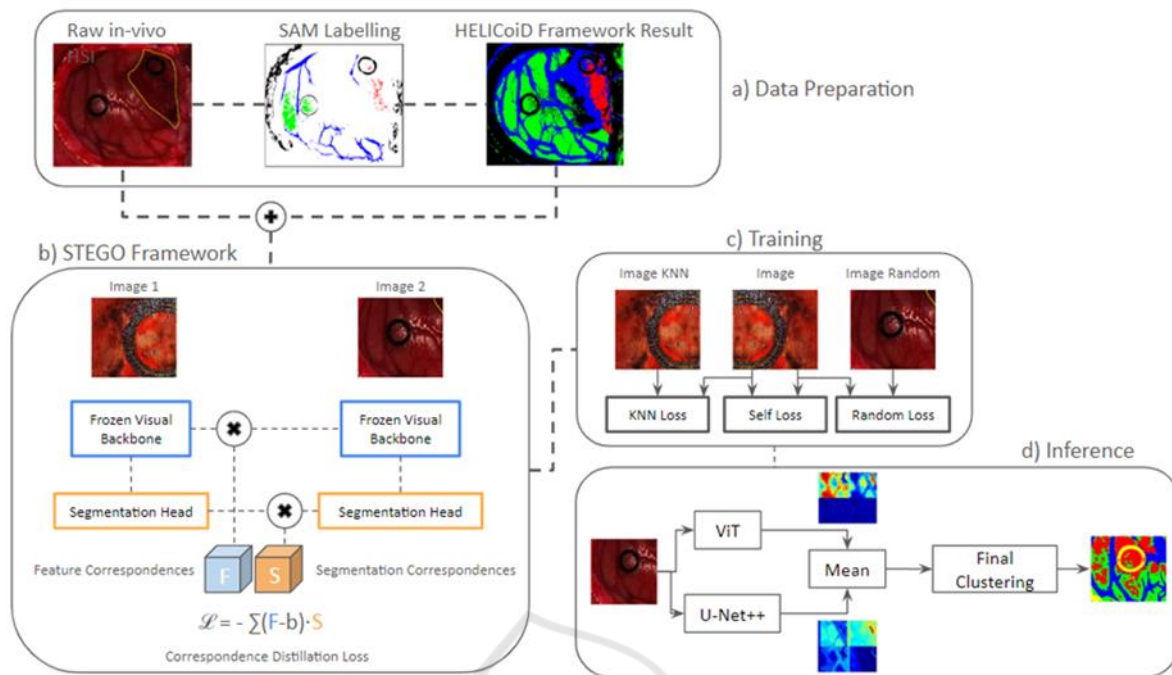 Raw in-vivo
SAM Labelling
HELICoiD Framework Result
HSI
a) Data Preparation
b) STEGO Framework
Image 1
Image 2
Frozen Visual
Backbone
Frozen Visual
Backbone
Segmentation Head
Segmentation Head
F
S
Feature Correspondences
Segmentation Correspondences
ℒ = - ∑(F-b)·S
Correspondence Distillation Loss
c) Training
Image KNN
Image
Image Random
KNN Loss
Self Loss
Random Loss
d) Inference
ViT
U-Net++
Mean
Final
Clustering